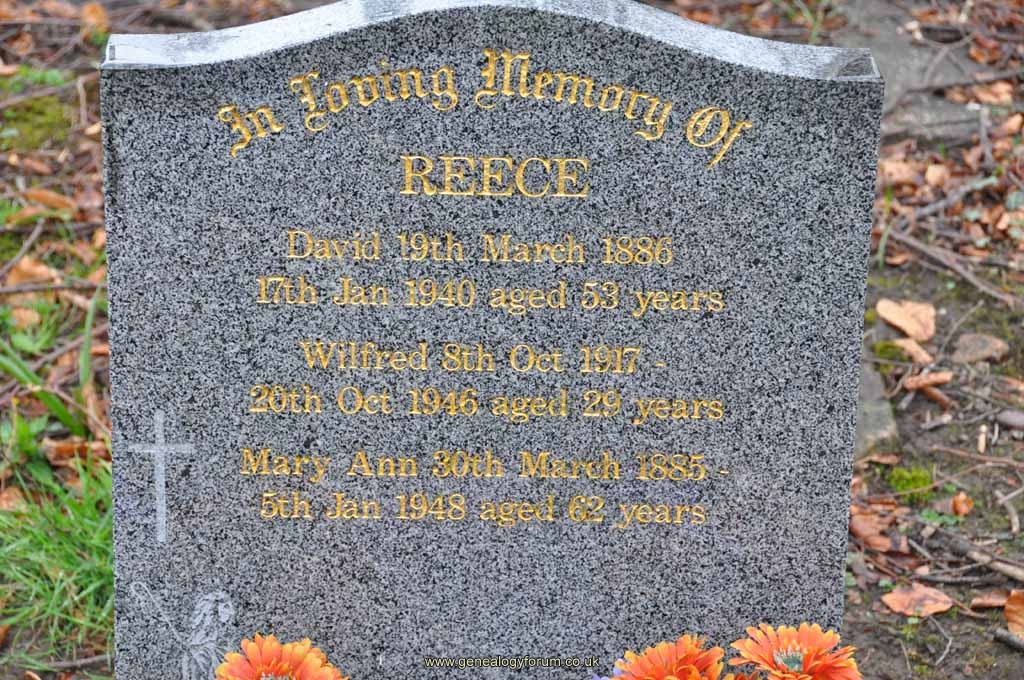 In Loving Memory Of
REECE
David 19th March 1886
17th Jan 1940 aged 53 years
Wilfred 8th Oct 1917 -
20th Oct 1946 aged 29 years
Mary Ann 30th March 1885 -
5th Jan 1948 aged 62 years
www.genealogyforum.co.uk